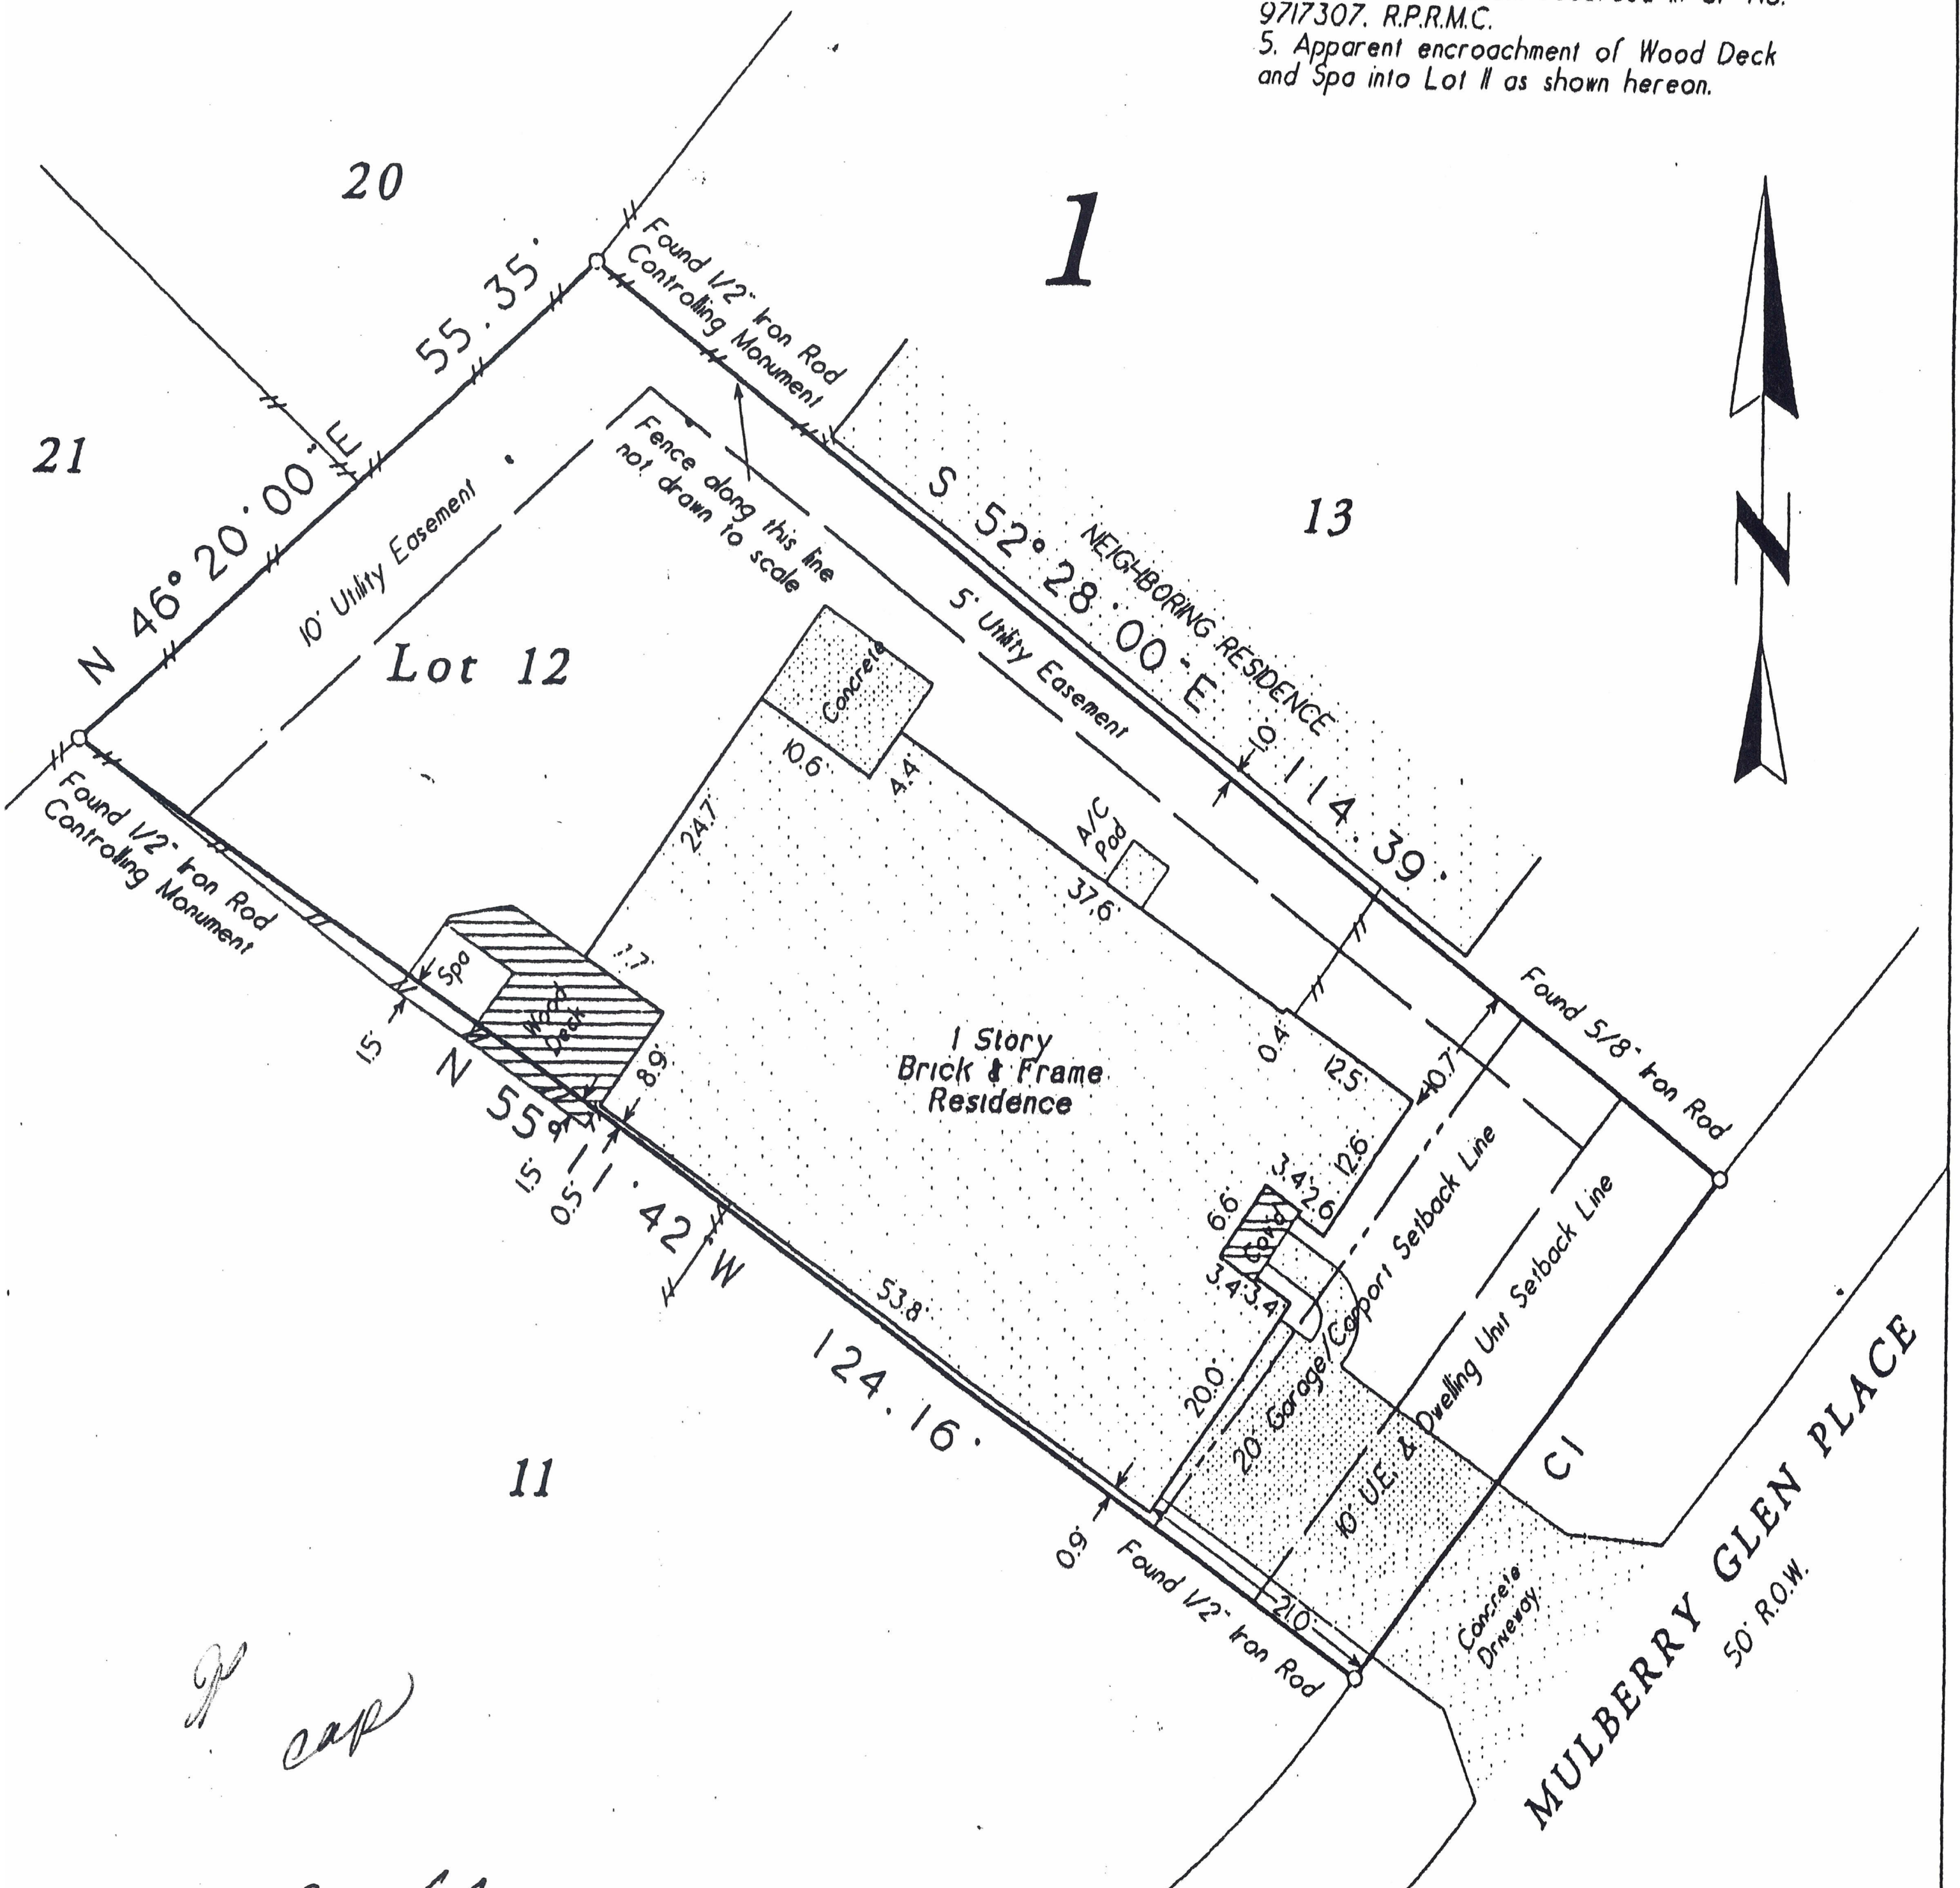 9717307. R.P.R.M.C.
5. Apparent encroachment of Wood Deck
and Spa into Lot 11 as shown hereon.
20
1
21
13
Lot 12
11
N 46° 20' 00" E
55.35'
Found 1/2" Iron Rod
Controlling Monument
10' Utility Easement
Fence along this line
not drawn to scale
S 52° 28' 00" E
114.39'
NEIGHBORING RESIDENCE
5' Utility Easement
Concrete
10.6'
4.4'
24.7'
A/C
Pad
37.6'
Found 1/2" Iron Rod
Controlling Monument
Spa
Wood
Deck
7.7'
8.9'
1.5'
1.5'
0.5'
N 55° 11' 42" W
124.16'
53.8'
1 Story
Brick & Frame
Residence
0.4'
12.5'
10.7'
12.6'
3.4'
2.6'
6.6'
3.4'
3.4'
20.0'
Found 5/8" Iron Rod
20' Garage/Carport Setback Line
10' U.E. & Dwelling Unit Setback Line
C1
0.9'
21.0'
Found 1/2" Iron Rod
Concrete
Driveway
MULBERRY GLEN PLACE
50' R.O.W.
N
cap